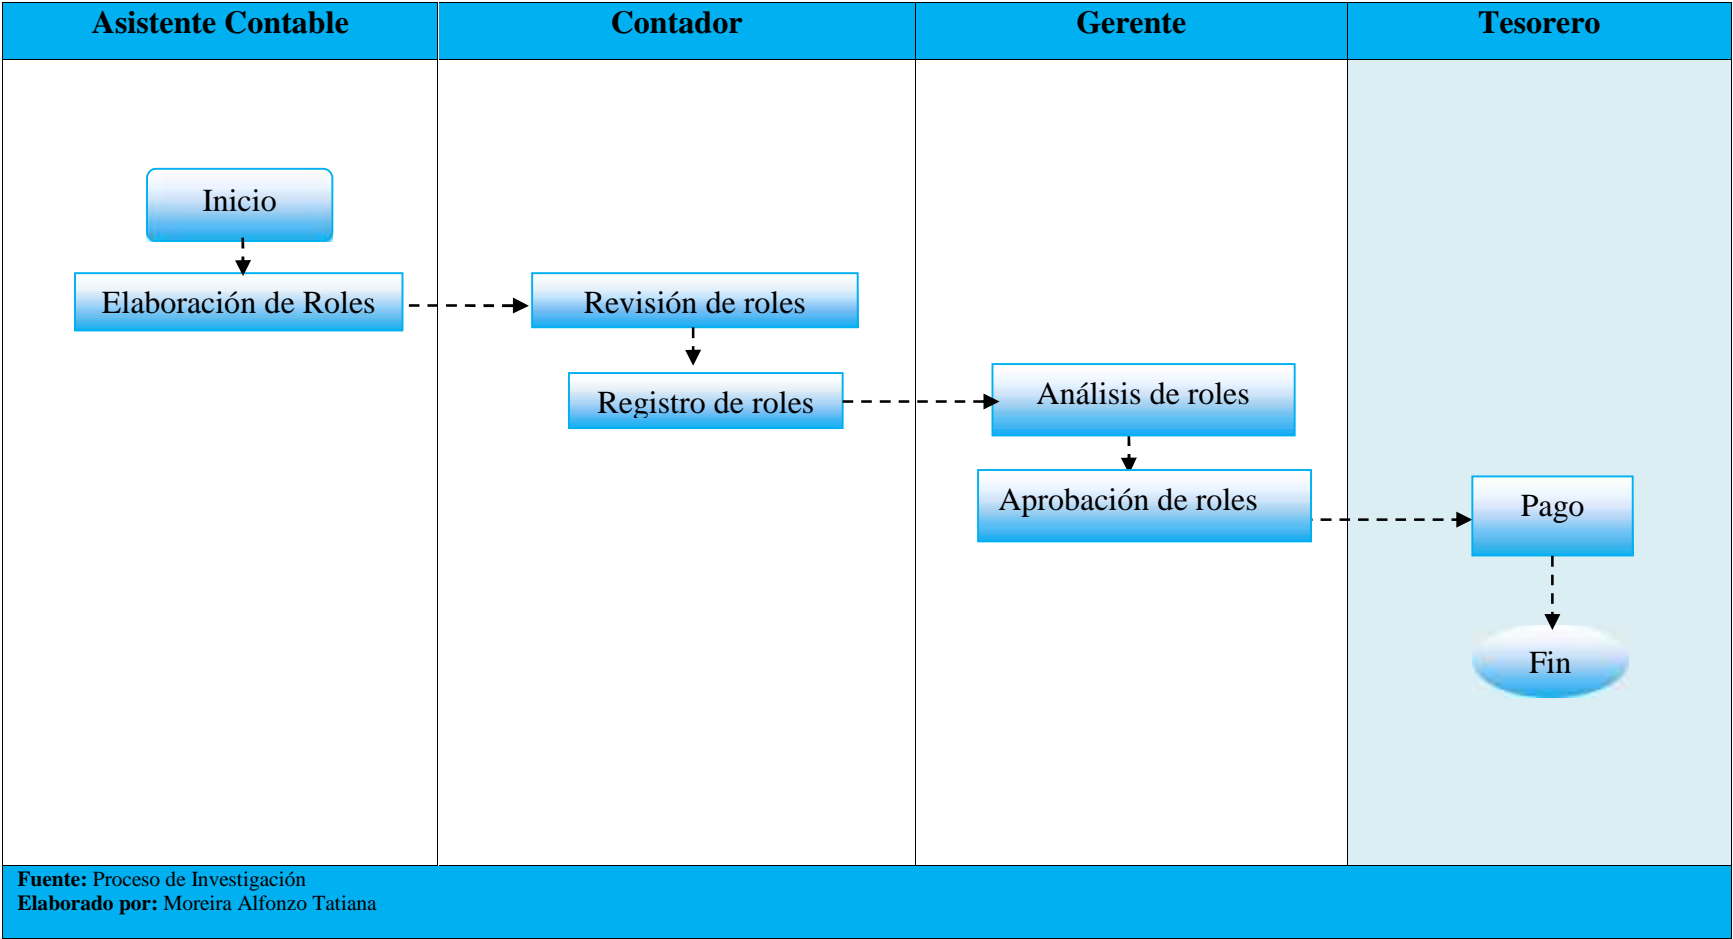 Asistente Contable
Contador
Gerente
Tesorero
Inicio
Elaboración de Roles
Revisión de roles
Registro de roles
Análisis de roles
Aprobación de roles
Pago
Fin
Fuente: Proceso de Investigación
Elaborado por: Moreira Alfonzo Tatiana